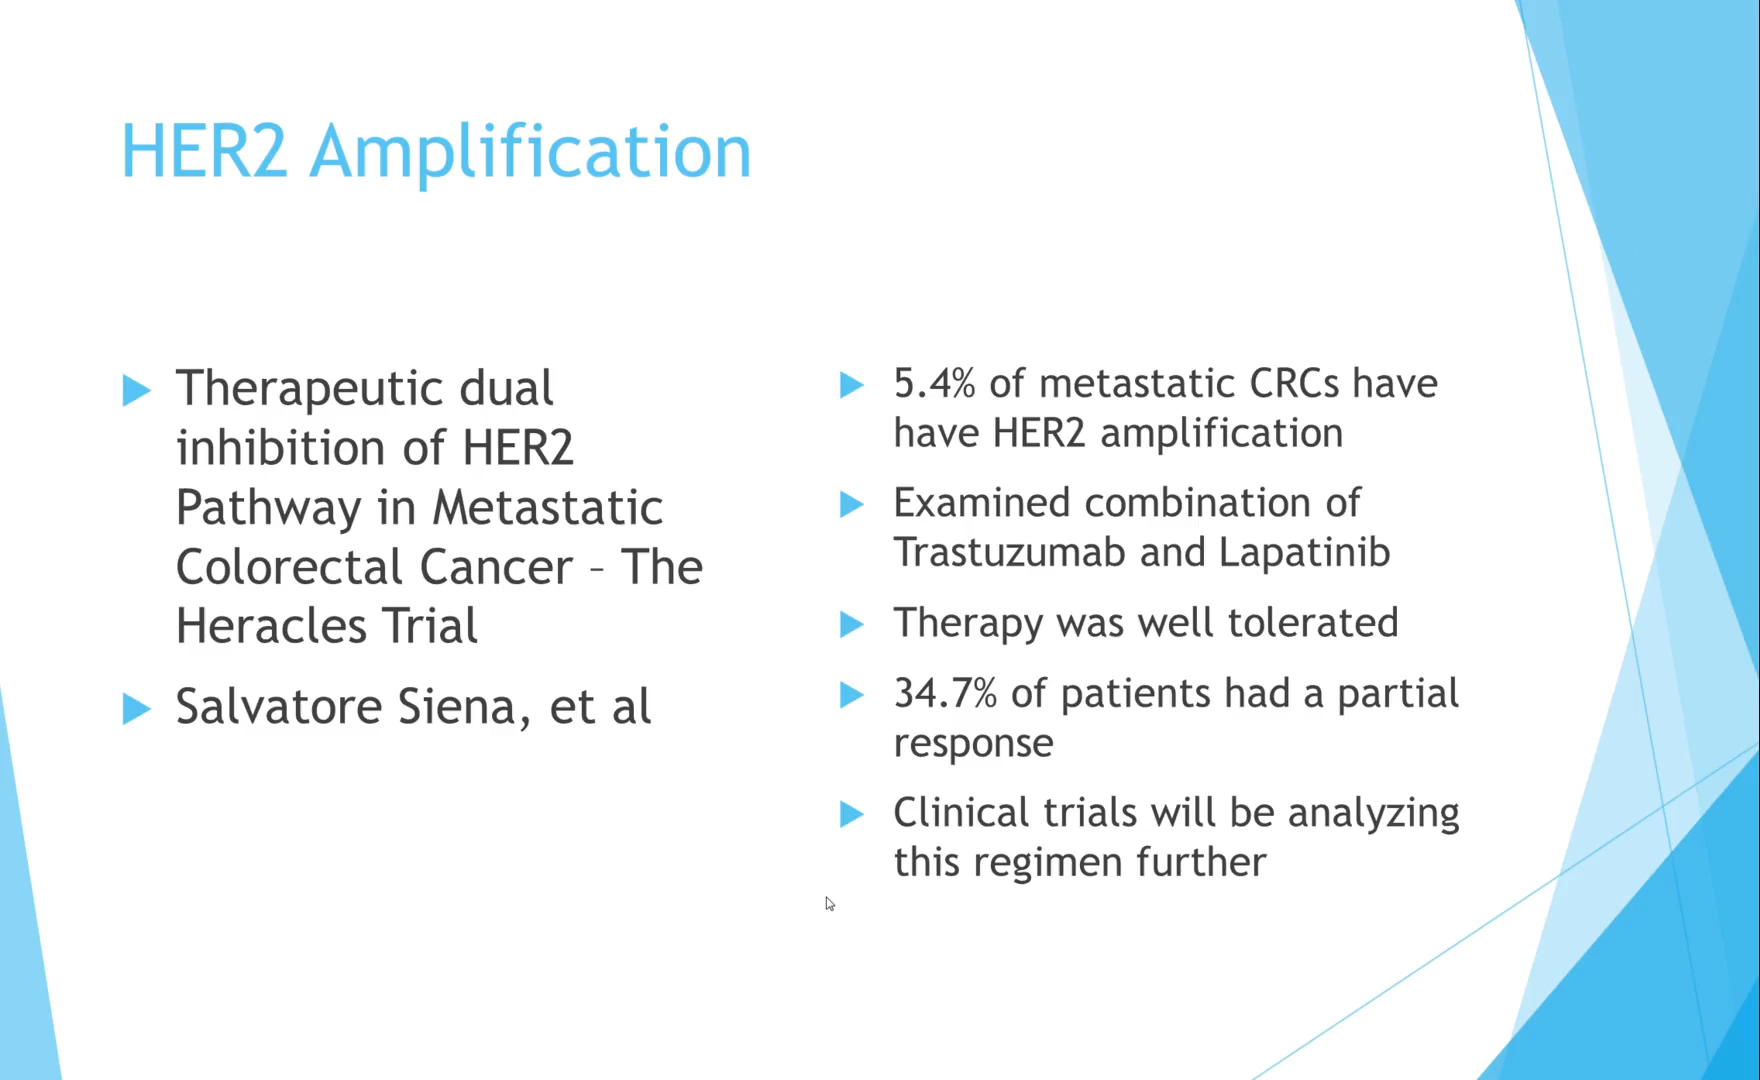 HER2 Amplification
Therapeutic dual
inhibition of HER2
Pathway in Metastatic
Colorectal Cancer – The
Heracles Trial
Salvatore Siena, et al
5.4% of metastatic CRCs have
have HER2 amplification
Examined combination of
Trastuzumab and Lapatinib
Therapy was well tolerated
34.7% of patients had a partial
response
Clinical trials will be analyzing
this regimen further